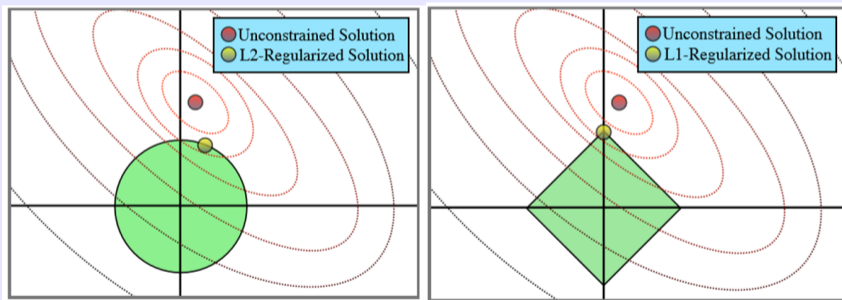 Unconstrained Solution
L2-Regularized Solution
Unconstrained Solution
L1-Regularized Solution